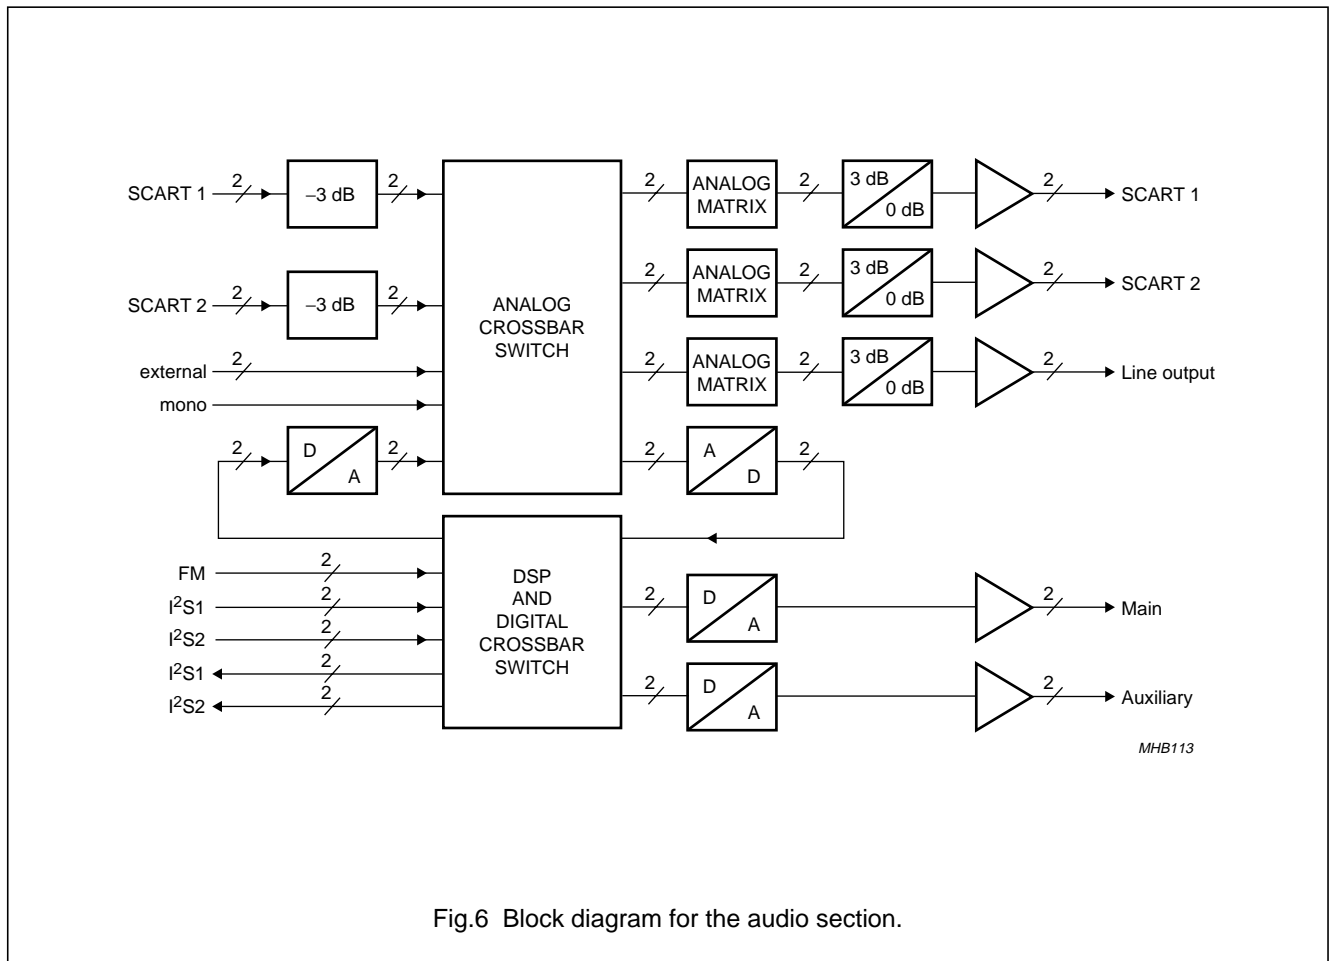 SCART 1
2
–3 dB
2
2
ANALOG
MATRIX
2
3 dB
0 dB
2
SCART 1
SCART 2
2
–3 dB
2
ANALOG
CROSSBAR
SWITCH
2
ANALOG
MATRIX
2
3 dB
0 dB
2
SCART 2
external
2
mono
2
ANALOG
MATRIX
2
3 dB
0 dB
2
Line output
2
D
A
2
2
A
D
2
FM
2
I2S1
2
I2S2
2
I2S1
2
I2S2
2
DSP
AND
DIGITAL
CROSSBAR
SWITCH
2
D
A
2
Main
2
D
A
2
Auxiliary
MHB113
Fig.6 Block diagram for the audio section.